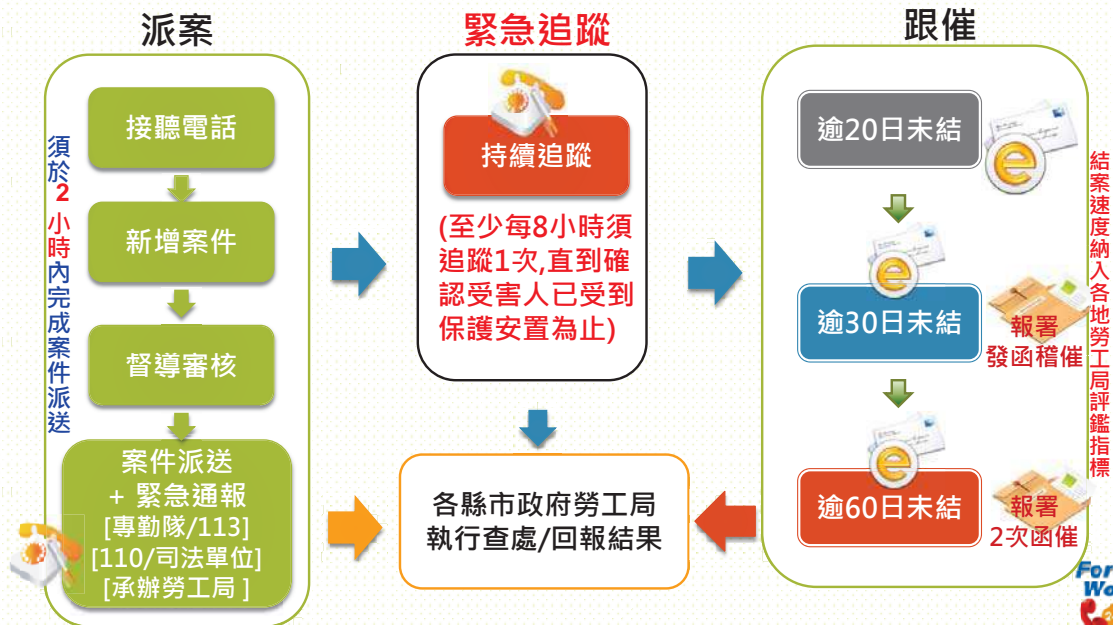 派案
須於2小時內完成案件派送
接聽電話
新增案件
督導審核
案件派送
+ 緊急通報
[專勤隊/113]
[110/司法單位]
[承辦勞工局]
緊急追蹤
持續追蹤
(至少每8小時須
追蹤1次,直到確
認受害人已受到
保護安置為止)
各縣市政府勞工局
執行查處/回報結果
跟催
逾20日未結
e
逾30日未結
e
報署
發函稽催
逾60日未結
e
報署
2次函催
結案速度納入各地勞工局評鑑指標